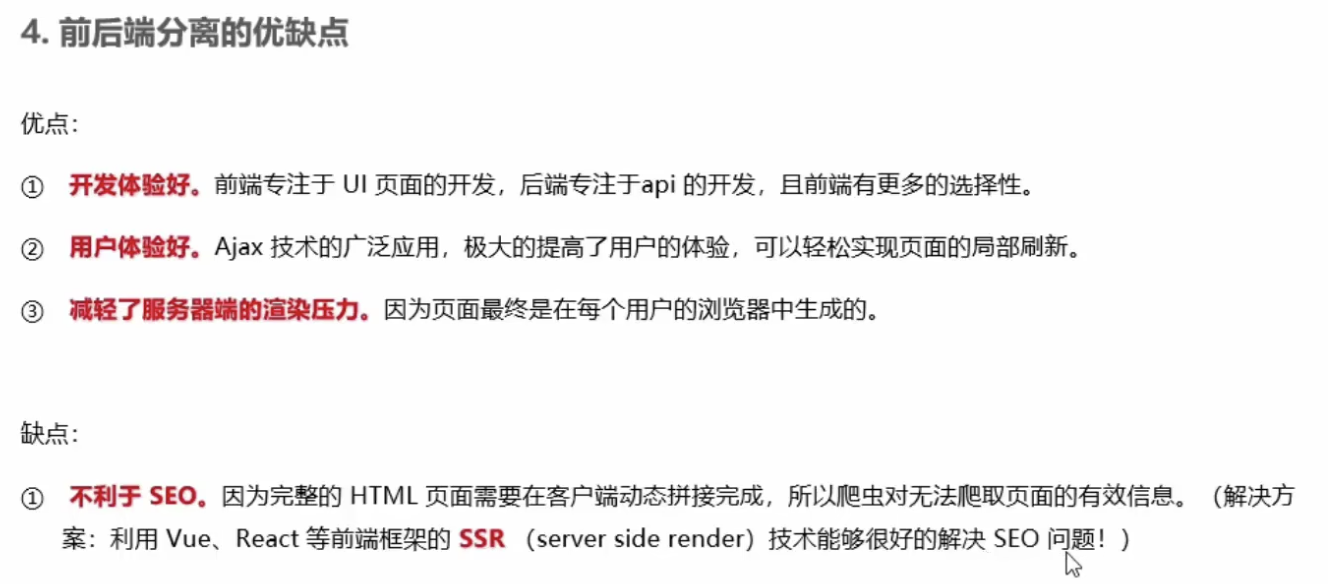 4. 前后端分离的优缺点
优点：
① 开发体验好。前端专注于 UI 页面的开发，后端专注于api 的开发，且前端有更多的选择性。
② 用户体验好。Ajax 技术的广泛应用，极大的提高了用户的体验，可以轻松实现页面的局部刷新。
③ 减轻了服务器端的渲染压力。因为页面最终是在每个用户的浏览器中生成的。
缺点：
① 不利于 SEO。因为完整的 HTML 页面需要在客户端动态拼接完成，所以爬虫对无法爬取页面的有效信息。（解决方
案：利用 Vue、React 等前端框架的 SSR （server side render）技术能够很好的解决 SEO 问题！）